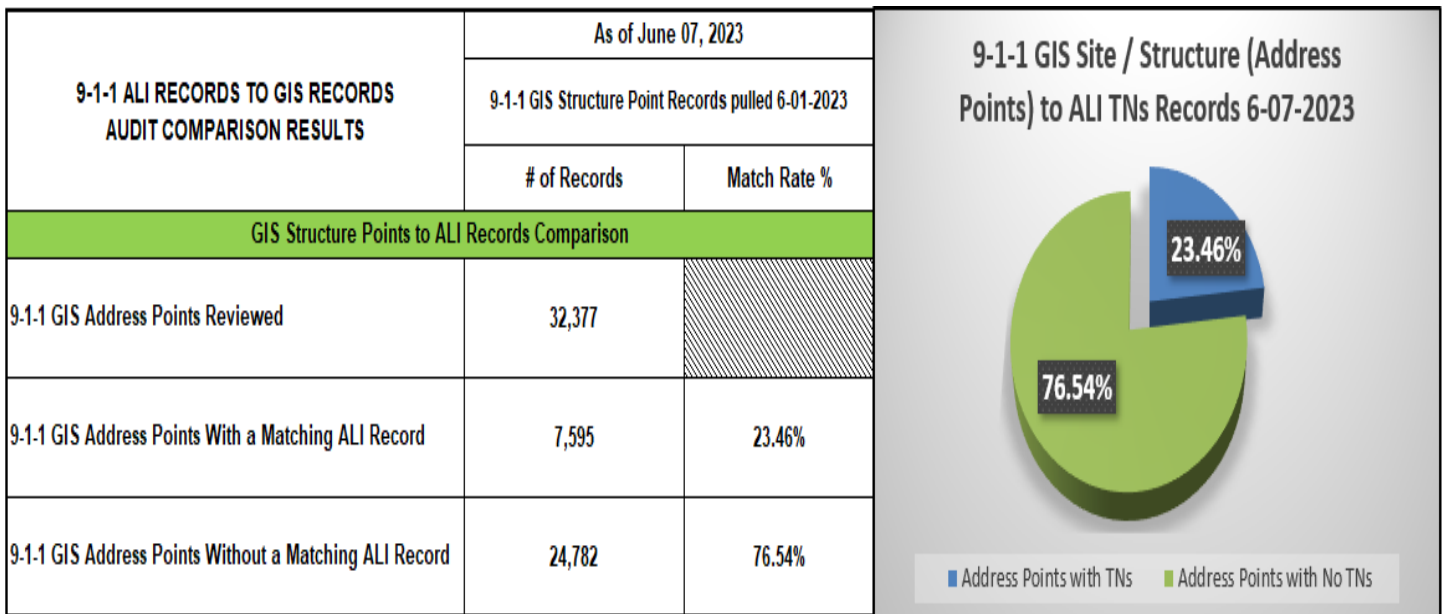 9-1-1 ALI RECORDS TO GIS RECORDS
AUDIT COMPARISON RESULTS
As of June 07, 2023
9-1-1 GIS Structure Point Records pulled 6-01-2023
# of Records
Match Rate %
GIS Structure Points to ALI Records Comparison
9-1-1 GIS Address Points Reviewed
32,377
9-1-1 GIS Address Points With a Matching ALI Record
7,595
23.46%
9-1-1 GIS Address Points Without a Matching ALI Record
24,782
76.54%
9-1-1 GIS Site / Structure (Address
Points) to ALI TNs Records 6-07-2023
23.46%
76.54%
Address Points with TNs
Address Points with No TNs